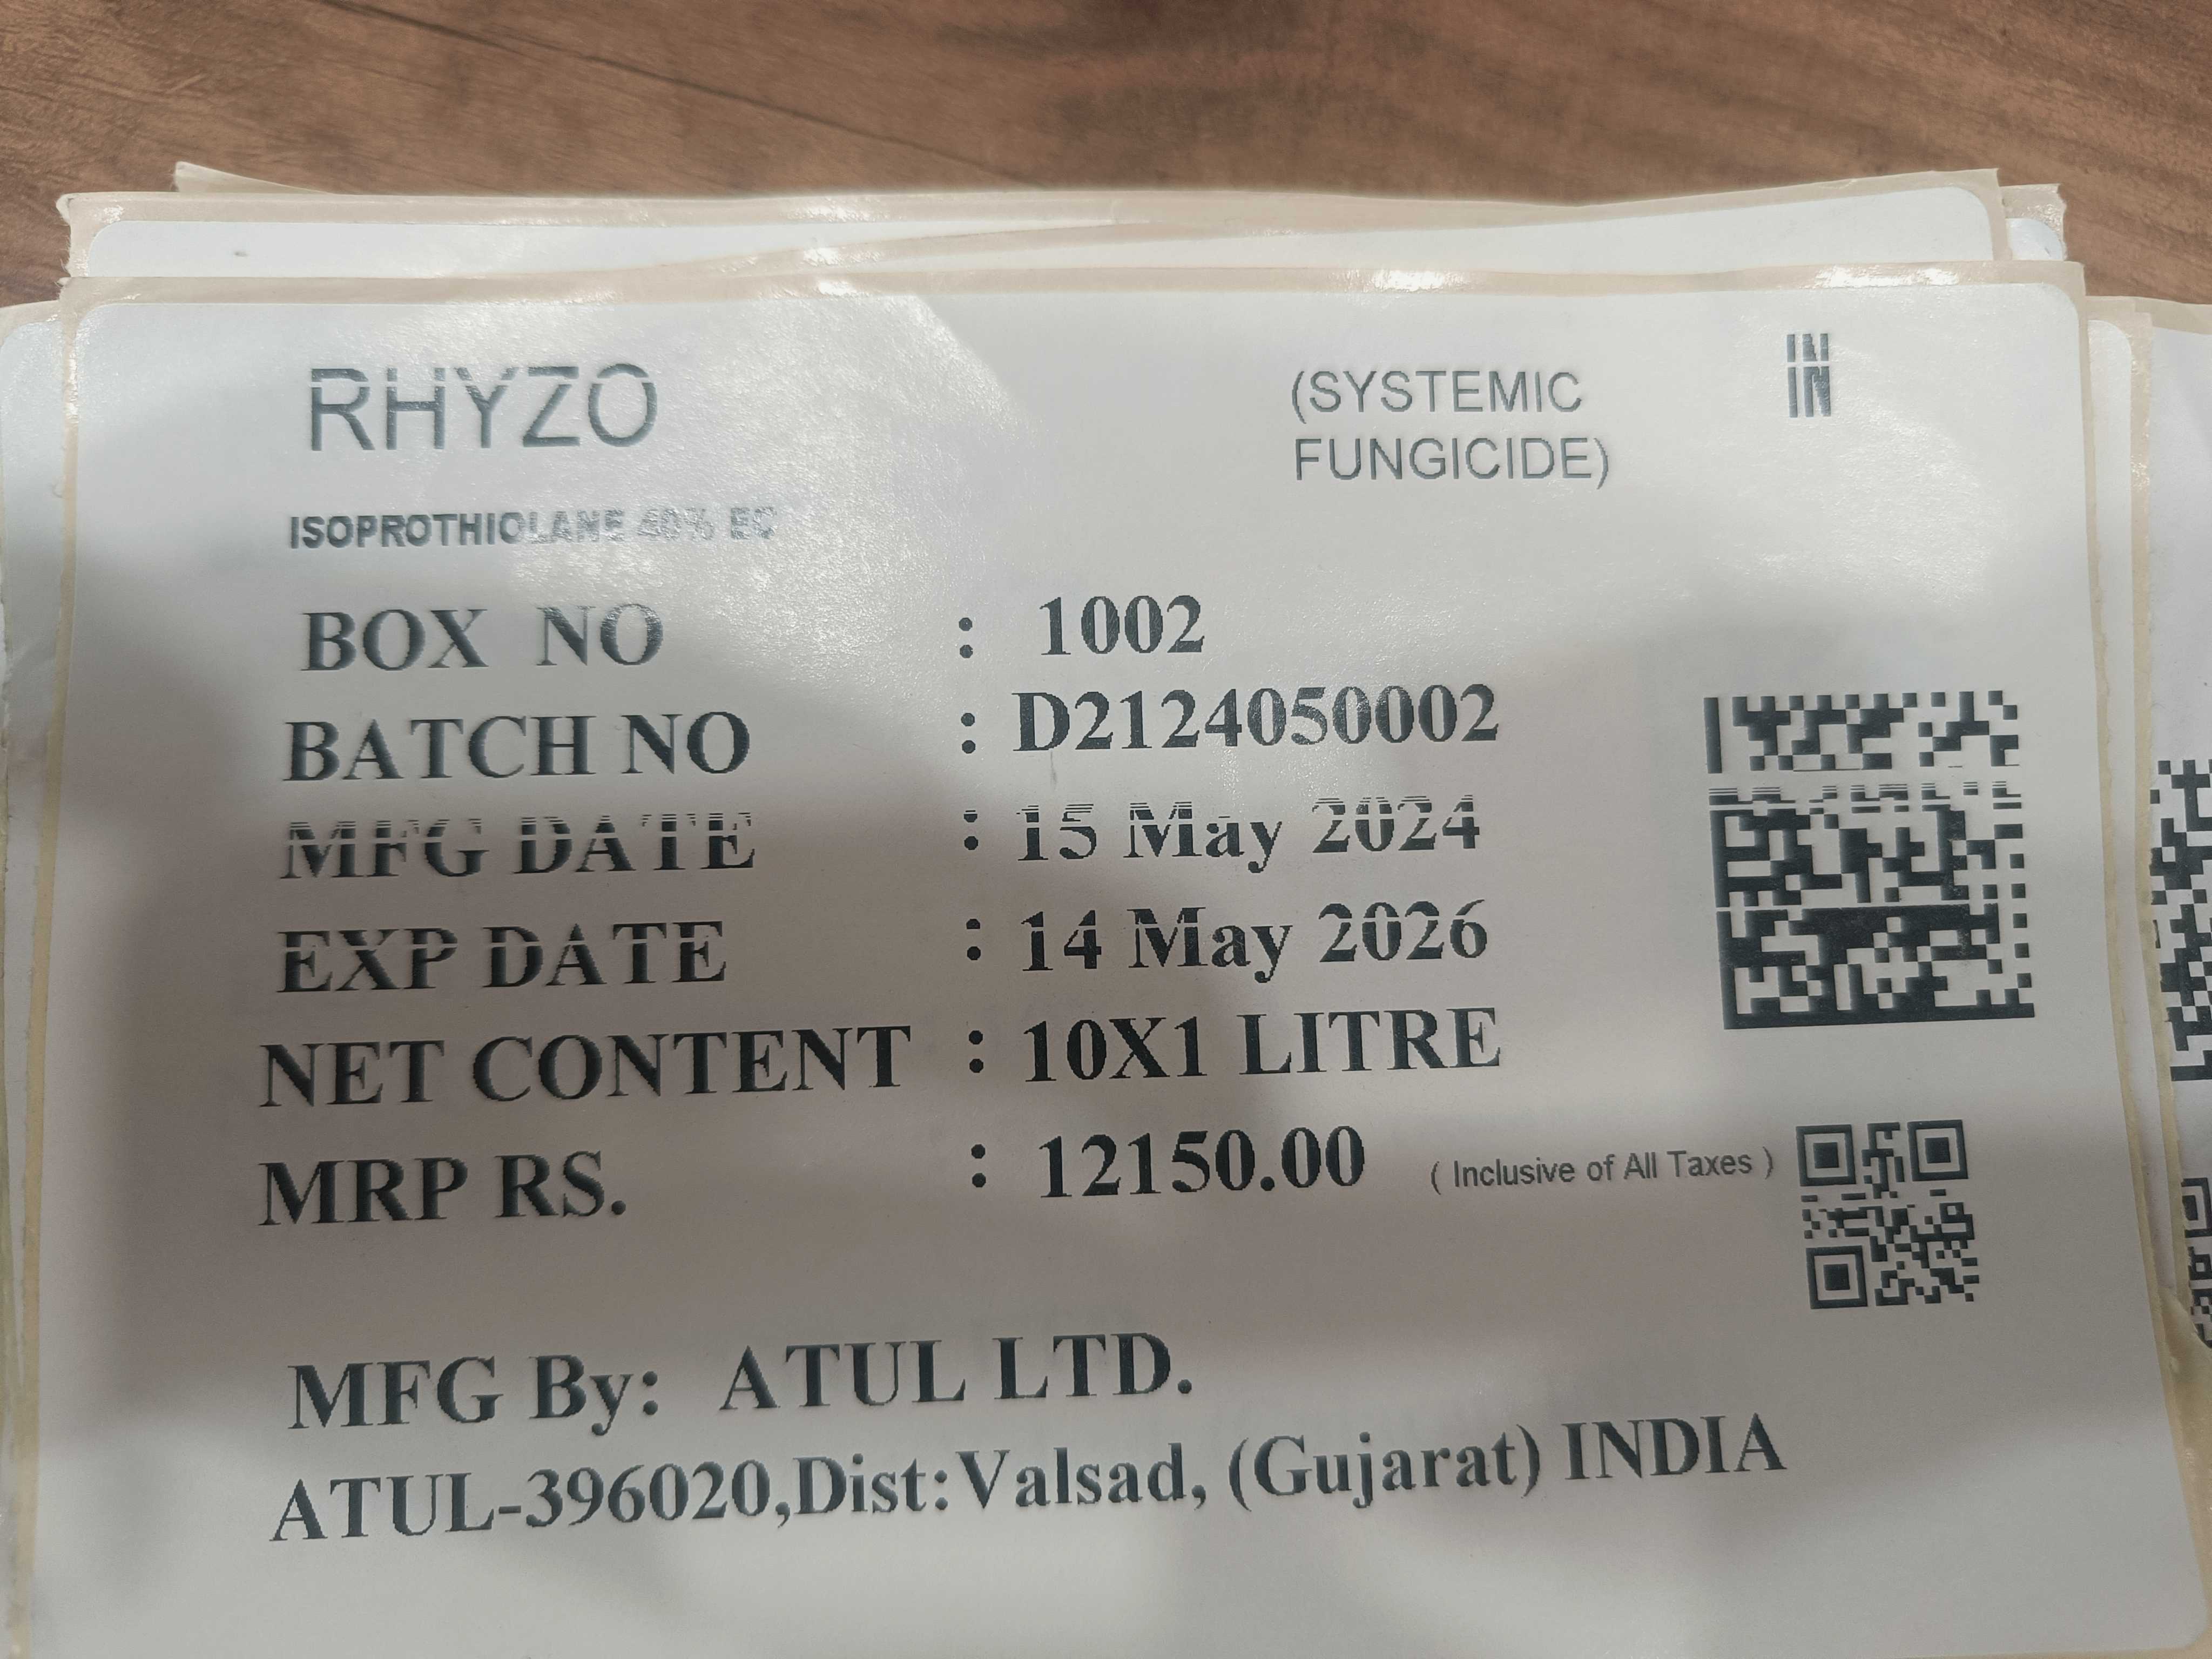 RHYZO
(SYSTEMIC
FUNGICIDE)
IN
IN
ISOPROTHIOLANE 40% EC
BOX NO : 1002
BATCH NO : D2124050002
MFG DATE : 15 May 2024
EXP DATE : 14 May 2026
NET CONTENT : 10X1 LITRE
MRP RS. : 12150.00 ( Inclusive of All Taxes )
MFG By: ATUL LTD.
ATUL-396020,Dist:Valsad, (Gujarat) INDIA